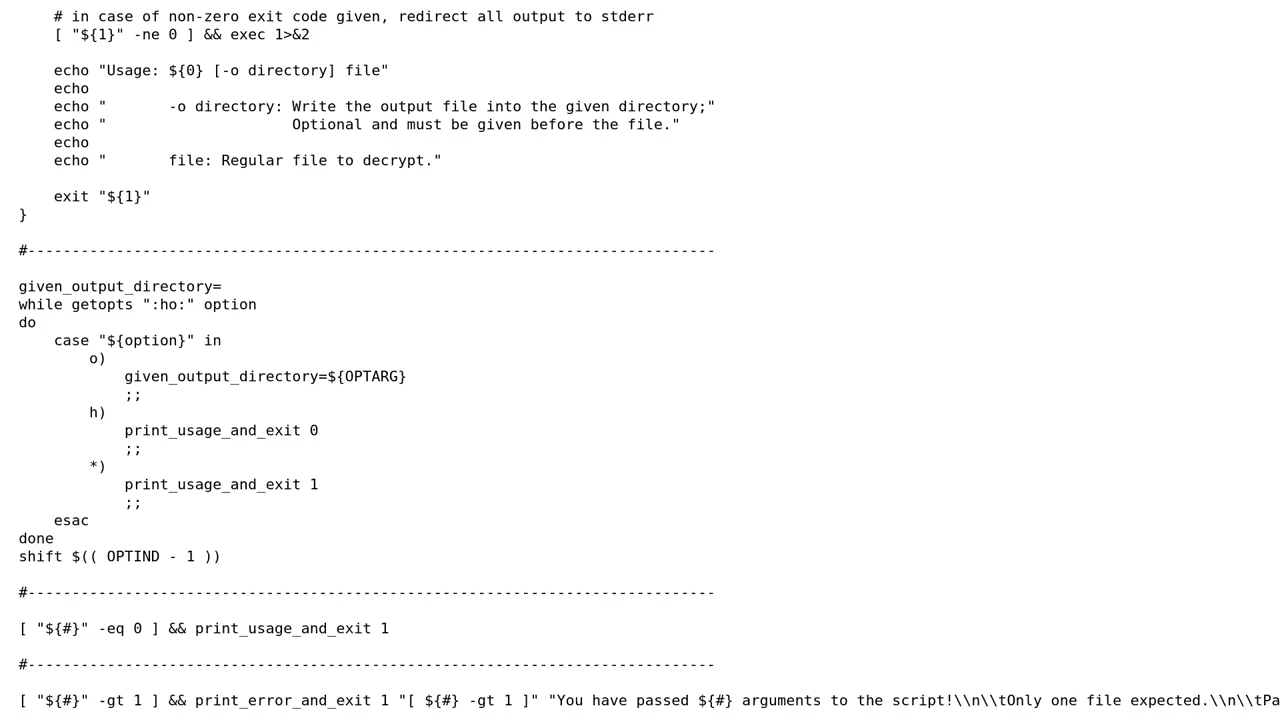 # in case of non-zero exit code given, redirect all output to stderr
[ "${1}" -ne 0 ] && exec 1>&2
echo "Usage: ${0} [-o directory] file"
echo
echo "       -o directory: Write the output file into the given directory;"
echo "                     Optional and must be given before the file."
echo
echo "       file: Regular file to decrypt."
exit "${1}"
}
#------------------------------------------------------------------------------
given_output_directory=
while getopts ":ho:" option
do
case "${option}" in
o)
given_output_directory=${OPTARG}
;;
h)
print_usage_and_exit 0
;;
*)
print_usage_and_exit 1
;;
esac
done
shift $(( OPTIND - 1 ))
#------------------------------------------------------------------------------
[ "${#}" -eq 0 ] && print_usage_and_exit 1
#------------------------------------------------------------------------------
[ "${#}" -gt 1 ] && print_error_and_exit 1 "[ ${#} -gt 1 ]" "You have passed ${#} arguments to the script!\\n\\tOnly one file expected.\\n\\tPa